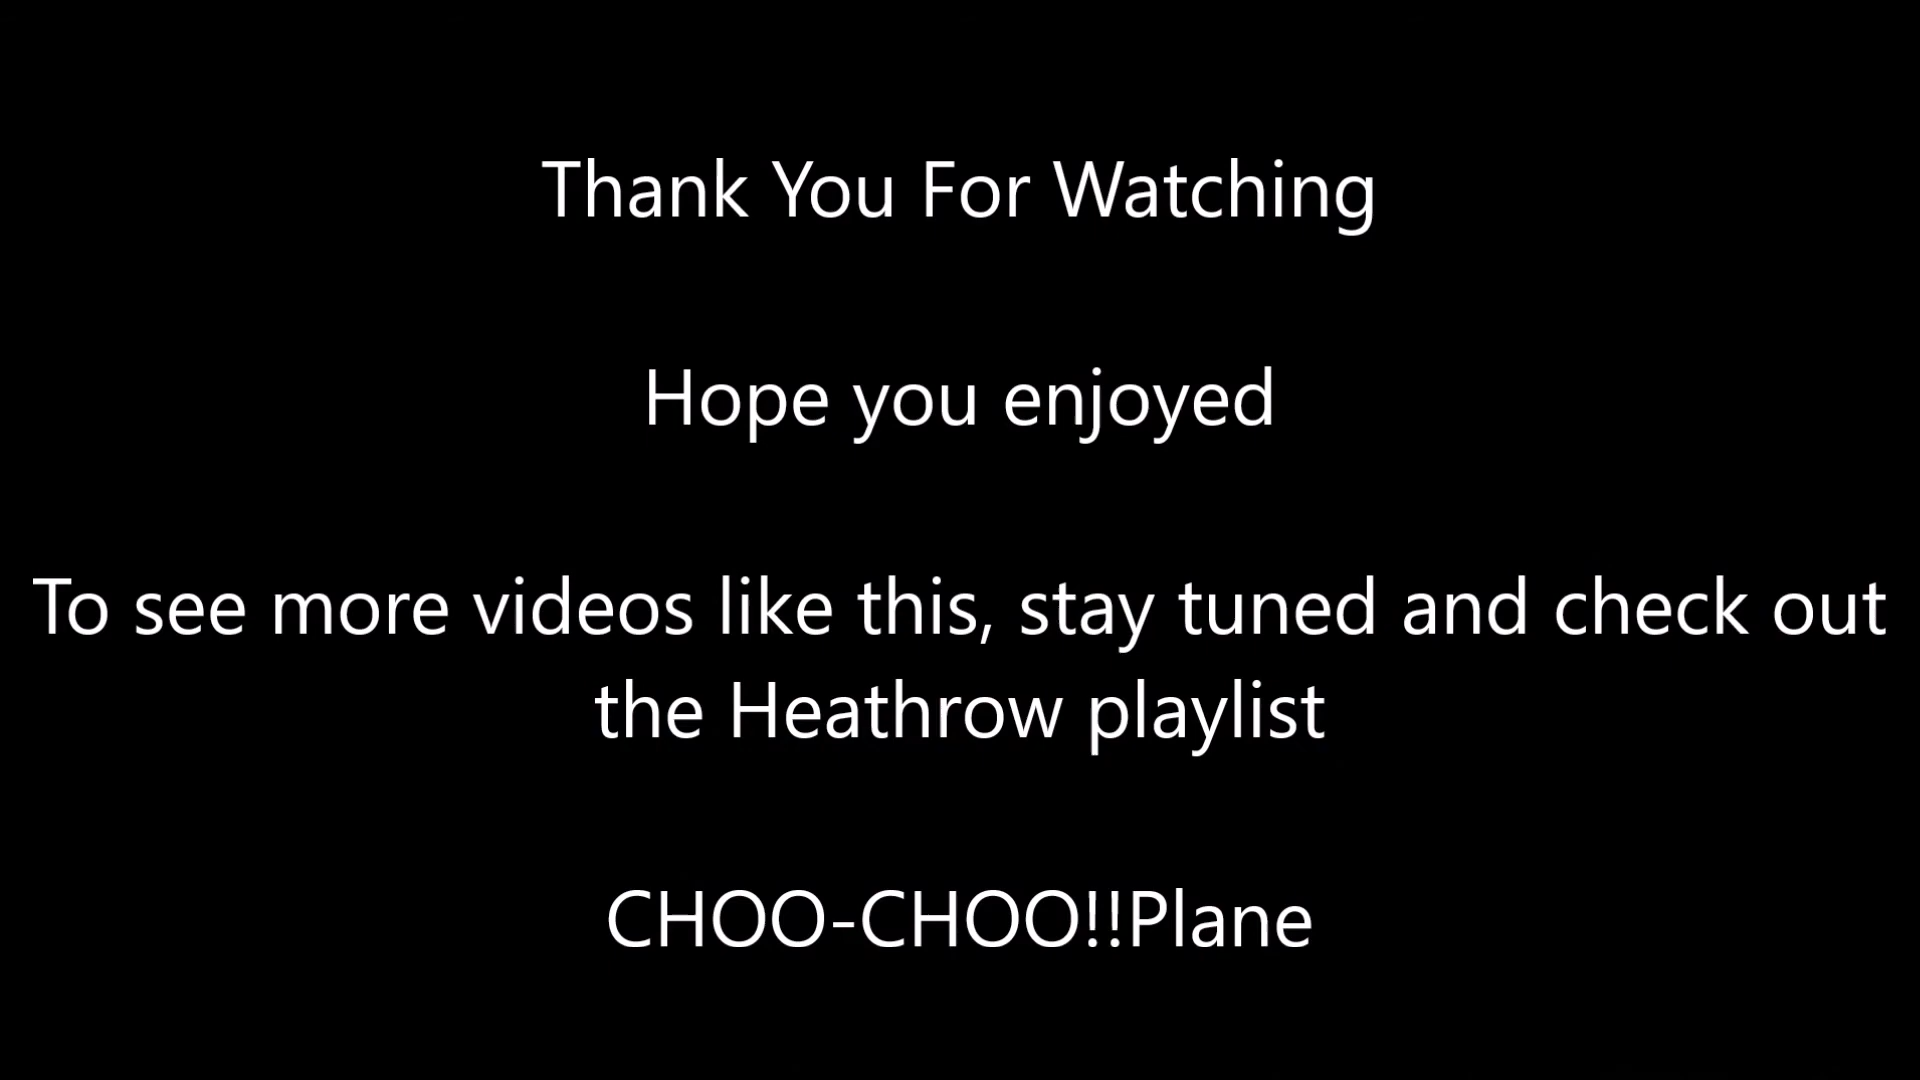 Thank You For Watching
Hope you enjoyed
To see more videos like this, stay tuned and check out
the Heathrow playlist
CHOO-CHOO!!Plane